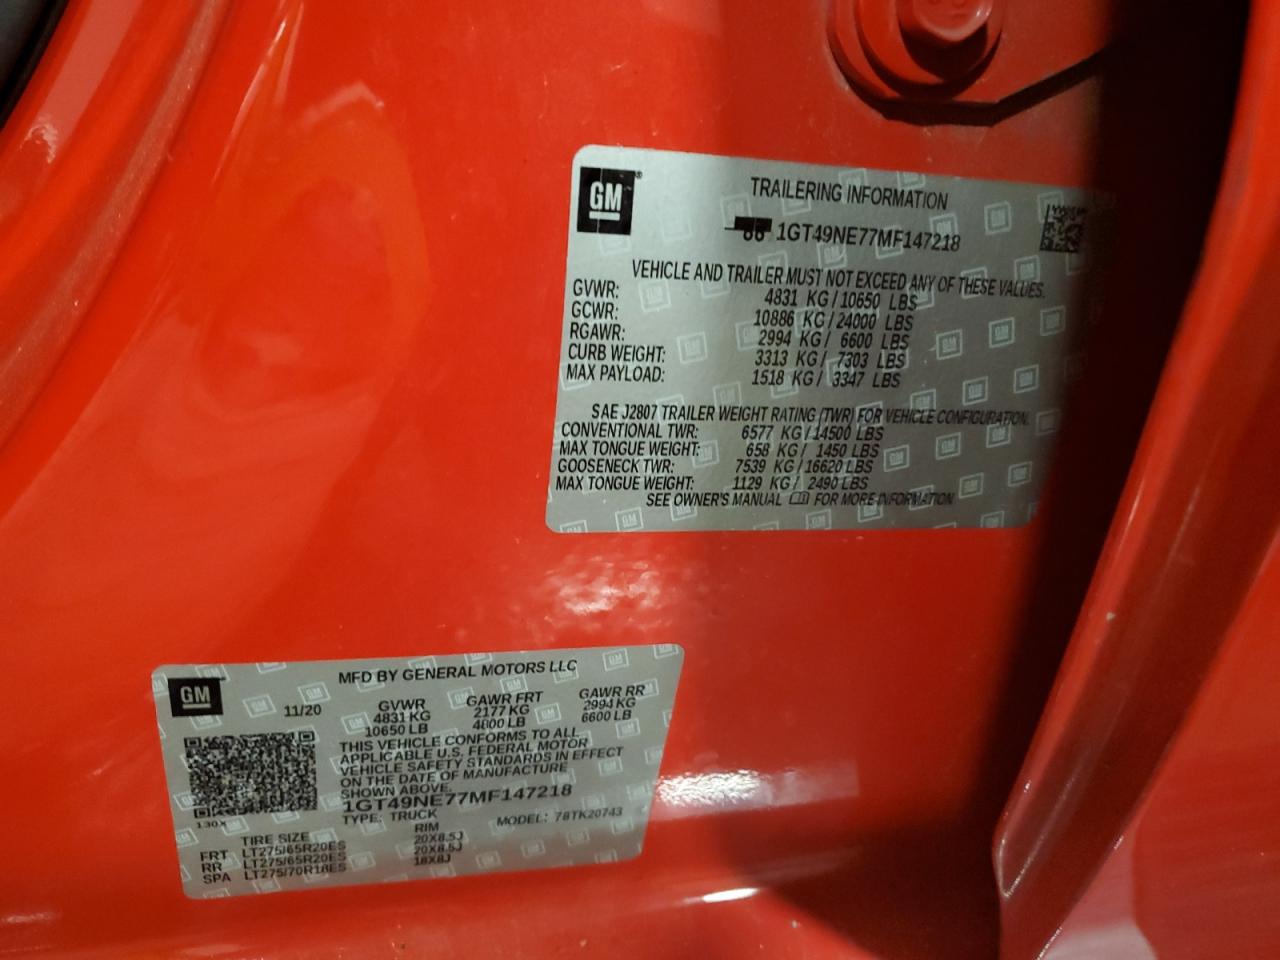 GM
TRAILERING INFORMATION
1GT49NE77MF147218
VEHICLE AND TRAILER MUST NOT EXCEED ANY OF THESE VALUES.
GVWR: 4831 KG / 10650 LBS
GCWR: 10886 KG / 24000 LBS
RGAWR: 2994 KG / 6600 LBS
CURB WEIGHT: 3313 KG / 7303 LBS
MAX PAYLOAD: 1518 KG / 3347 LBS
SAE J2807 TRAILER WEIGHT RATING (TWR) FOR VEHICLE CONFIGURATION.
CONVENTIONAL TWR: 6577 KG / 14500 LBS
MAX TONGUE WEIGHT: 658 KG / 1450 LBS
GOOSENECK TWR: 7539 KG / 16620 LBS
MAX TONGUE WEIGHT: 1129 KG / 2490 LBS
SEE OWNER'S MANUAL FOR MORE INFORMATION
GM
MFD BY GENERAL MOTORS LLC
11/20
GVWR GAWR FRT GAWR RR
4831 KG 2177 KG 2994 KG
10650 LB 4800 LB 6600 LB
THIS VEHICLE CONFORMS TO ALL
APPLICABLE U.S. FEDERAL MOTOR
VEHICLE SAFETY STANDARDS IN EFFECT
ON THE DATE OF MANUFACTURE
SHOWN ABOVE.
1GT49NE77MF147218
TYPE: TRUCK MODEL: 78TK20743
1.30X
TIRE SIZE RIM
FRT LT275/65R20ES 20X8.5J
RR LT275/65R20ES 20X8.5J
SPA LT275/70R18ES 18X8J